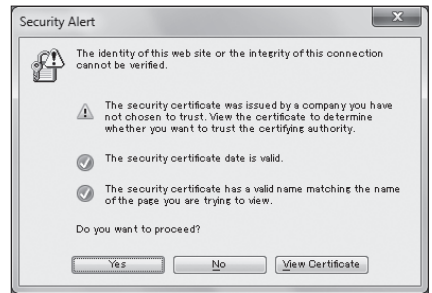 Security Alert
The identity of this web site or the integrity of this connection
cannot be verified.
The security certificate was issued by a company you have
not chosen to trust. View the certificate to determine
whether you want to trust the certifying authority.
The security certificate date is valid.
The security certificate has a valid name matching the name
of the page you are trying to view.
Do you want to proceed?
Yes No View Certificate